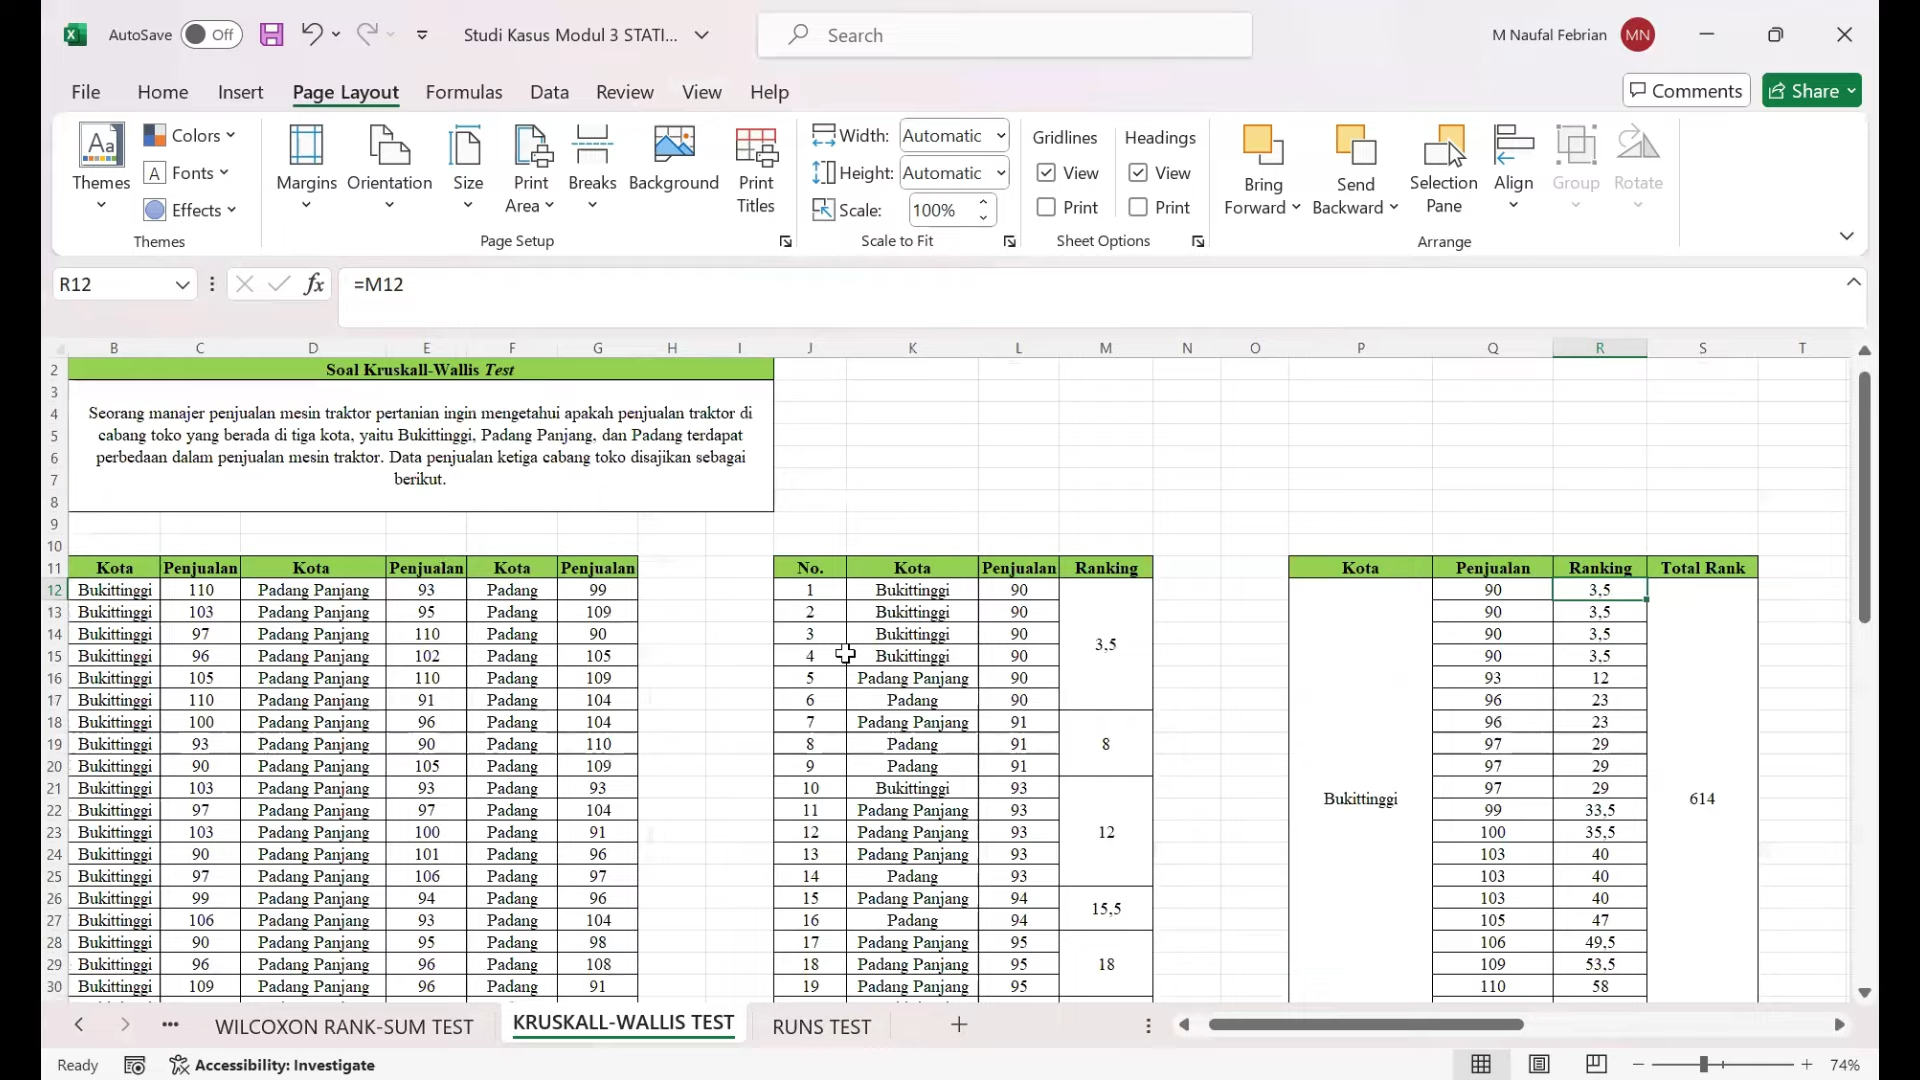 AutoSave Off Studi Kasus Modul 3 STATI... Search M Naufal Febrian MN
File Home Insert Page Layout Formulas Data Review View Help Comments Share
Themes Colors Fonts Effects Themes
Margins Orientation Size Print Area Breaks Background Print Titles Page Setup
Width: Automatic Height: Automatic Scale: 100% Scale to Fit
Gridlines View Print Headings View Print Sheet Options
Bring Forward Send Backward Selection Pane Align Group Rotate Arrange
R12 fx =M12
B C D E F G H I J K L M N O P Q R S T
2 Soal Kruskall-Wallis Test
3
4 Seorang manajer penjualan mesin traktor pertanian ingin mengetahui apakah penjualan traktor di
5 cabang toko yang berada di tiga kota, yaitu Bukittinggi, Padang Panjang, dan Padang terdapat
6 perbedaan dalam penjualan mesin traktor. Data penjualan ketiga cabang toko disajikan sebagai
7 berikut.
8
9
10
11 Kota Penjualan Kota Penjualan Kota Penjualan No. Kota Penjualan Ranking Kota Penjualan Ranking Total Rank
12 Bukittinggi 110 Padang Panjang 93 Padang 99 1 Bukittinggi 90 90 3,5
13 Bukittinggi 103 Padang Panjang 95 Padang 109 2 Bukittinggi 90 90 3,5
14 Bukittinggi 97 Padang Panjang 110 Padang 90 3 Bukittinggi 90 3,5 90 3,5
15 Bukittinggi 96 Padang Panjang 102 Padang 105 4 Bukittinggi 90 90 3,5
16 Bukittinggi 105 Padang Panjang 110 Padang 109 5 Padang Panjang 90 93 12
17 Bukittinggi 110 Padang Panjang 91 Padang 104 6 Padang 90 96 23
18 Bukittinggi 100 Padang Panjang 96 Padang 104 7 Padang Panjang 91 96 23
19 Bukittinggi 93 Padang Panjang 90 Padang 110 8 Padang 91 8 97 29
20 Bukittinggi 90 Padang Panjang 105 Padang 109 9 Padang 91 97 29
21 Bukittinggi 103 Padang Panjang 93 Padang 93 10 Bukittinggi 93 97 29
22 Bukittinggi 97 Padang Panjang 97 Padang 104 11 Padang Panjang 93 Bukittinggi 99 33,5 614
23 Bukittinggi 103 Padang Panjang 100 Padang 91 12 Padang Panjang 93 12 100 35,5
24 Bukittinggi 90 Padang Panjang 101 Padang 96 13 Padang Panjang 93 103 40
25 Bukittinggi 97 Padang Panjang 106 Padang 97 14 Padang 93 103 40
26 Bukittinggi 99 Padang Panjang 94 Padang 96 15 Padang Panjang 94 15,5 103 40
27 Bukittinggi 106 Padang Panjang 93 Padang 104 16 Padang 94 105 47
28 Bukittinggi 90 Padang Panjang 95 Padang 98 17 Padang Panjang 95 106 49,5
29 Bukittinggi 96 Padang Panjang 96 Padang 108 18 Padang Panjang 95 18 109 53,5
30 Bukittinggi 109 Padang Panjang 96 Padang 91 19 Padang Panjang 95 110 58
WILCOXON RANK-SUM TEST KRUSKALL-WALLIS TEST RUNS TEST
Ready Accessibility: Investigate 74%